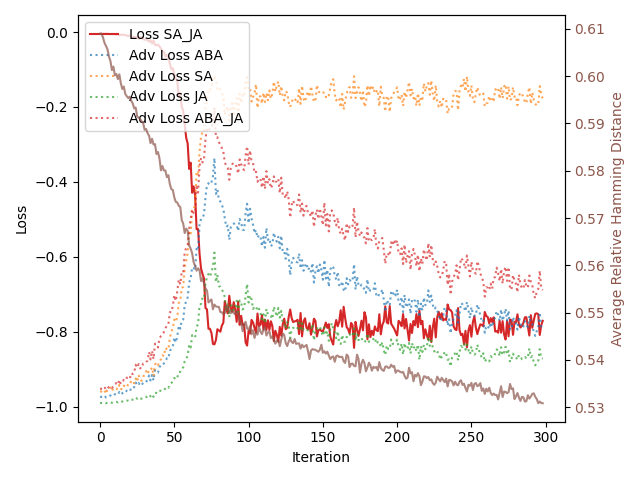 Loss SA_JA
Adv Loss ABA
Adv Loss SA
Adv Loss JA
Adv Loss ABA_JA
0.0
−0.2
−0.4
−0.6
−0.8
−1.0
Loss
0
50
100
150
200
250
300
Iteration
0.61
0.60
0.59
0.58
0.57
0.56
0.55
0.54
0.53
Average Relative Hamming Distance